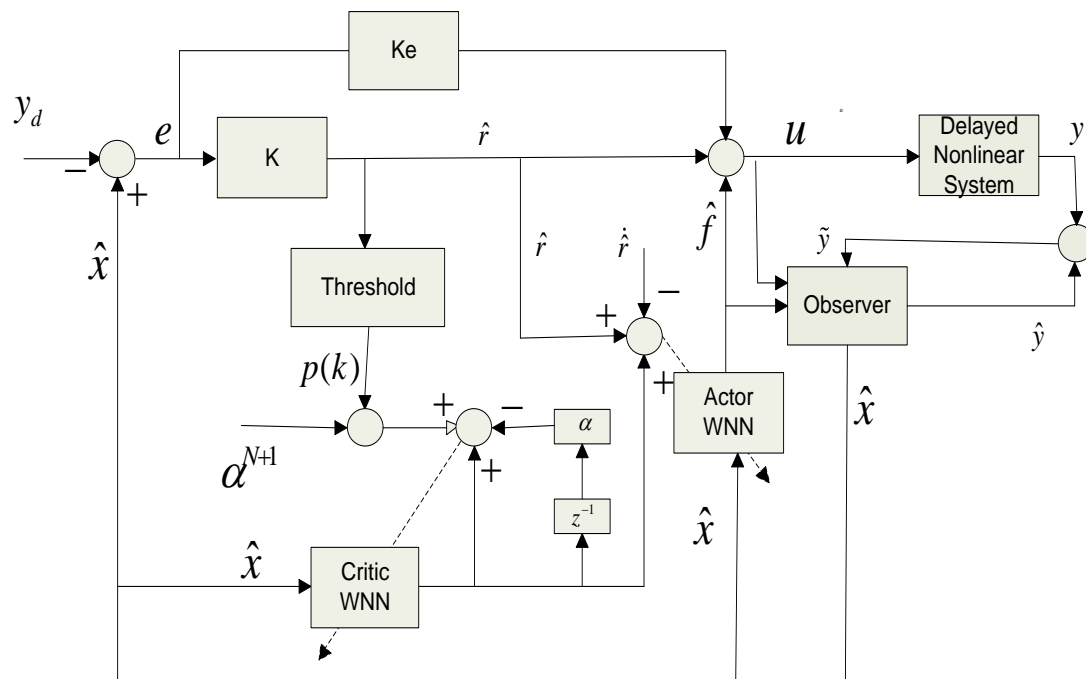 Ke
y_d
e
K
r̂
u
Delayed
Nonlinear
System
y
−
+
x̂
Threshold
r̂
ṙ̂
f̂
ỹ
Observer
ŷ
−
+
+
p(k)
Actor
WNN
x̂
α^{N+1}
+
−
α
+
z^{-1}
x̂
x̂
Critic
WNN